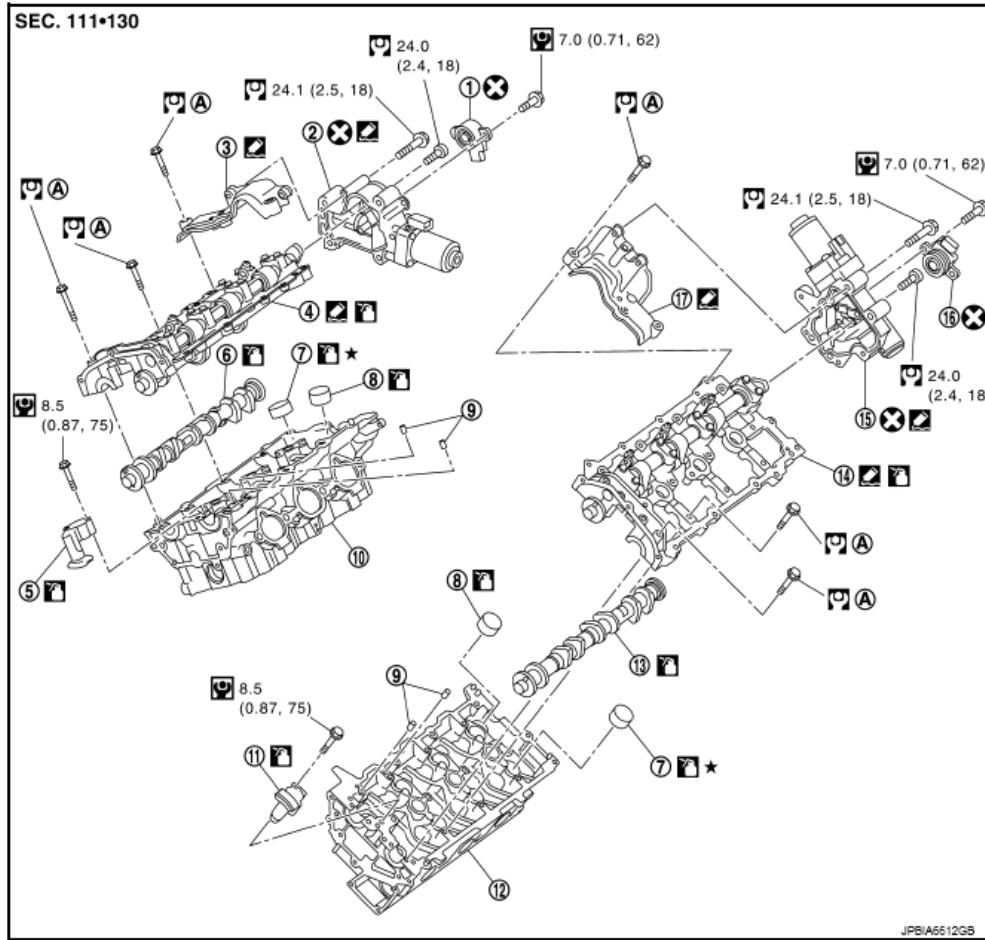 SEC. 111•130
7.0 (0.71, 62)
24.0
(2.4, 18)
24.1 (2.5, 18)
① 
A
A
② 
③ 
7.0 (0.71, 62)
A
A
24.1 (2.5, 18)
④ 
⑰ 
⑯ 
⑥ 
⑦ ★
⑧ 
24.0
(2.4, 18
8.5
(0.87, 75)
⑨
⑮ 
⑭ 
⑩
A
⑤ 
⑧ 
A
⑬ 
⑨
8.5
(0.87, 75)
⑪ 
⑦ ★
⑫
JPBIA6612GB